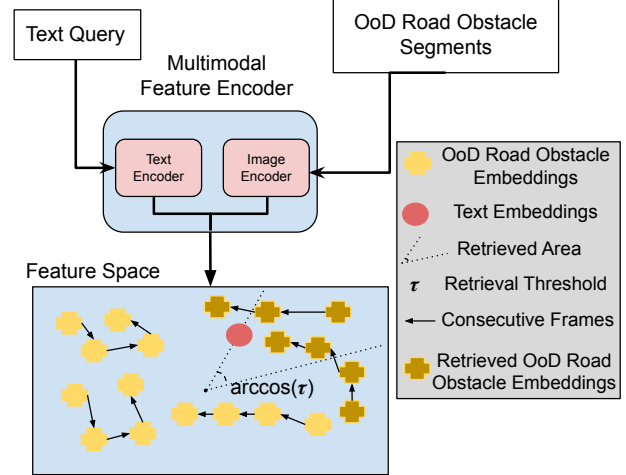 Text Query
OoD Road Obstacle
Segments
Multimodal
Feature Encoder
Text
Encoder
Image
Encoder
OoD Road Obstacle
Embeddings
Text Embeddings
Retrieved Area
τ Retrieval Threshold
Consecutive Frames
Retrieved OoD Road
Obstacle Embeddings
Feature Space
arccos(τ)